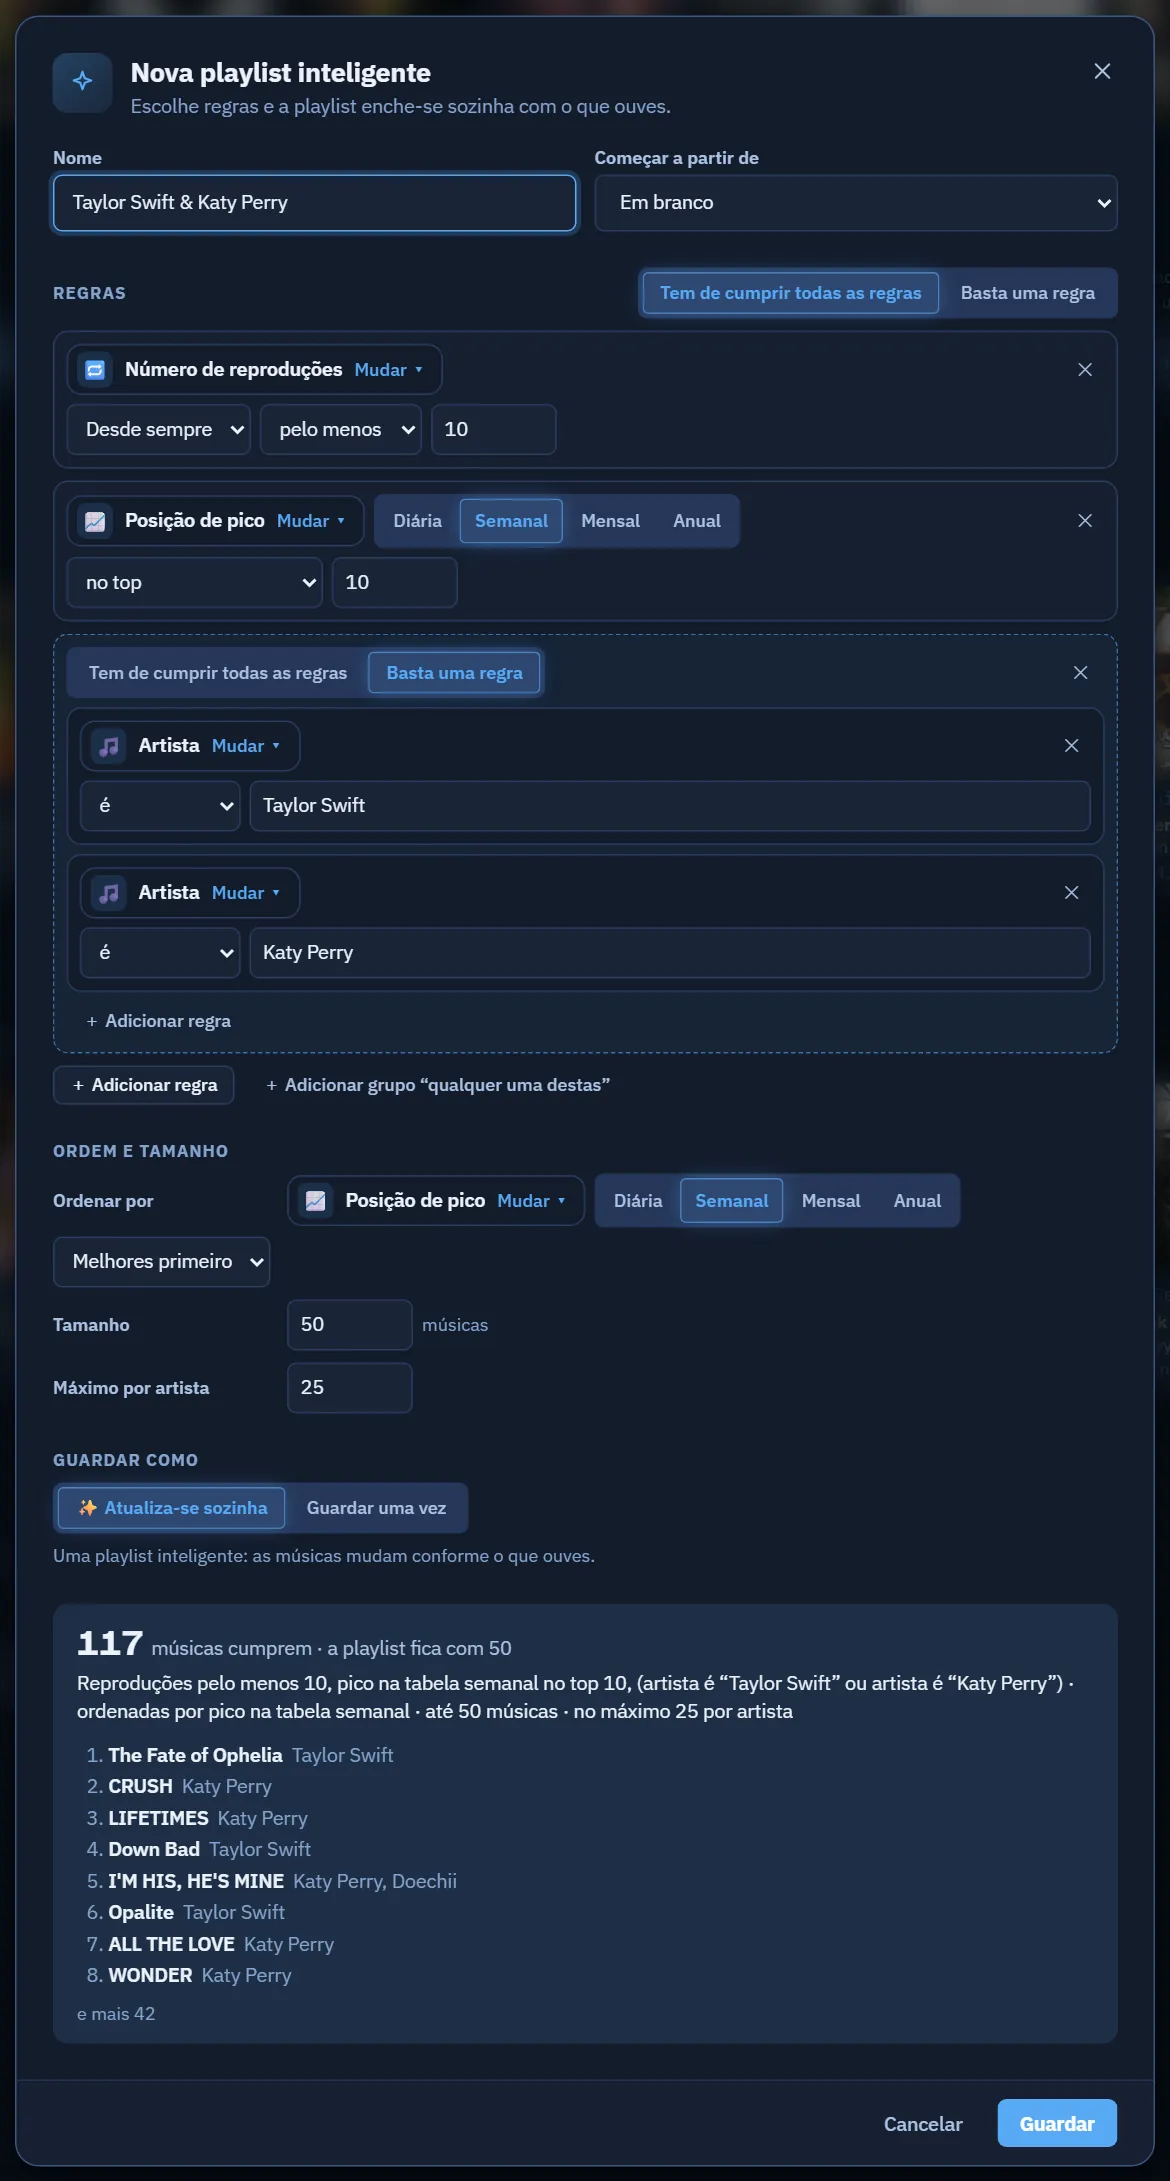 Nova playlist inteligente
Escolhe regras e a playlist enche-se sozinha com o que ouves.
Nome
Começar a partir de
Taylor Swift & Katy Perry
Em branco
REGRAS
Tem de cumprir todas as regras
Basta uma regra
Número de reproduções Mudar
Desde sempre
pelo menos
10
Posição de pico Mudar
Diária
Semanal
Mensal
Anual
no top
10
Tem de cumprir todas as regras
Basta uma regra
Artista Mudar
é
Taylor Swift
Artista Mudar
é
Katy Perry
+ Adicionar regra
+ Adicionar regra
+ Adicionar grupo “qualquer uma destas”
ORDEM E TAMANHO
Ordenar por
Posição de pico Mudar
Diária
Semanal
Mensal
Anual
Melhores primeiro
Tamanho
50
músicas
Máximo por artista
25
GUARDAR COMO
Atualiza-se sozinha
Guardar uma vez
Uma playlist inteligente: as músicas mudam conforme o que ouves.
117 músicas cumprem · a playlist fica com 50
Reproduções pelo menos 10, pico na tabela semanal no top 10, (artista é “Taylor Swift” ou artista é “Katy Perry”) ·
ordenadas por pico na tabela semanal · até 50 músicas · no máximo 25 por artista
1. The Fate of Ophelia Taylor Swift
2. CRUSH Katy Perry
3. LIFETIMES Katy Perry
4. Down Bad Taylor Swift
5. I'M HIS, HE'S MINE Katy Perry, Doechii
6. Opalite Taylor Swift
7. ALL THE LOVE Katy Perry
8. WONDER Katy Perry
e mais 42
Cancelar
Guardar